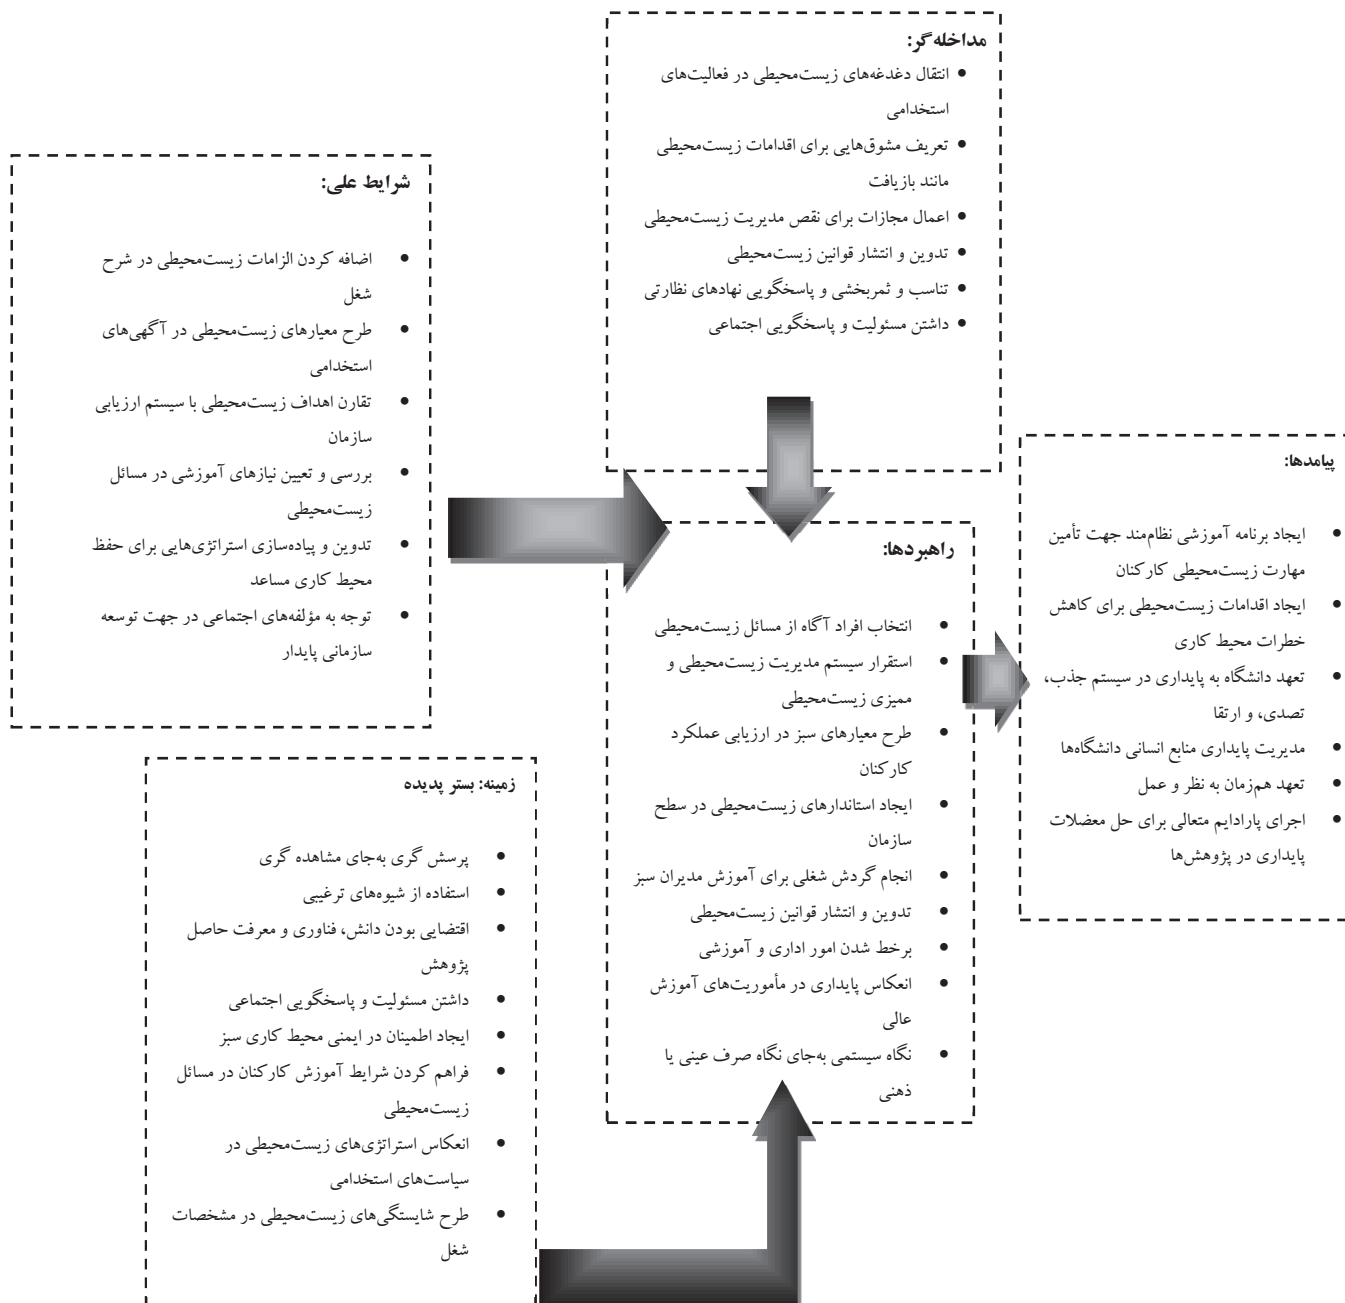 مداخله‌گر:
• انتقال دغدغه‌های زیست‌محیطی در فعالیت‌های
استخدامی
• تعریف مشوق‌هایی برای اقدامات زیست‌محیطی
مانند بازیافت
• اعمال مجازات برای نقص مدیریت زیست‌محیطی
• تدوین و انتشار قوانین زیست‌محیطی
• تناسب و ثمربخشی و پاسخگویی نهادهای نظارتی
• داشتن مسئولیت و پاسخگویی اجتماعی
شرایط علی:
• اضافه کردن الزامات زیست‌محیطی در شرح
شغل
• طرح معیارهای زیست‌محیطی در آگهی‌های
استخدامی
• تقارن اهداف زیست‌محیطی با سیستم ارزیابی
سازمان
• بررسی و تعیین نیازهای آموزشی در مسائل
زیست‌محیطی
• تدوین و پیاده‌سازی استراتژی‌هایی برای حفظ
محیط کاری مساعد
• توجه به مؤلفه‌های اجتماعی در جهت توسعه
سازمانی پایدار
راهبردها:
• انتخاب افراد آگاه از مسائل زیست‌محیطی
• استقرار سیستم مدیریت زیست‌محیطی و
ممیزی زیست‌محیطی
• طرح معیارهای سبز در ارزیابی عملکرد
کارکنان
• ایجاد استاندارهای زیست‌محیطی در سطح
سازمان
• انجام گردش شغلی برای آموزش مدیران سبز
• تدوین و انتشار قوانین زیست‌محیطی
• برخط شدن امور اداری و آموزشی
• انعکاس پایداری در مأموریت‌های آموزش
عالی
• نگاه سیستمی به‌جای نگاه صرف عینی یا
ذهنی
پیامدها:
• ایجاد برنامه آموزشی نظام‌مند جهت تأمین
مهارت زیست‌محیطی کارکنان
• ایجاد اقدامات زیست‌محیطی برای کاهش
خطرات محیط کاری
• تعهد دانشگاه به پایداری در سیستم جذب،
تصدی، و ارتقا
• مدیریت پایداری منابع انسانی دانشگاه‌ها
• تعهد هم‌زمان به نظر و عمل
• اجرای پارادایم متعالی برای حل معضلات
پایداری در پژوهش‌ها
زمینه: بستر پدیده
• پرسش گری به‌جای مشاهده گری
• استفاده از شیوه‌های ترغیبی
• اقتضایی بودن دانش، فناوری و معرفت حاصل
پژوهش
• داشتن مسئولیت و پاسخگویی اجتماعی
• ایجاد اطمینان در ایمنی محیط کاری سبز
• فراهم کردن شرایط آموزش کارکنان در مسائل
زیست‌محیطی
• انعکاس استراتژی‌های زیست‌محیطی در
سیاست‌های استخدامی
• طرح شایستگی‌های زیست‌محیطی در مشخصات
شغل